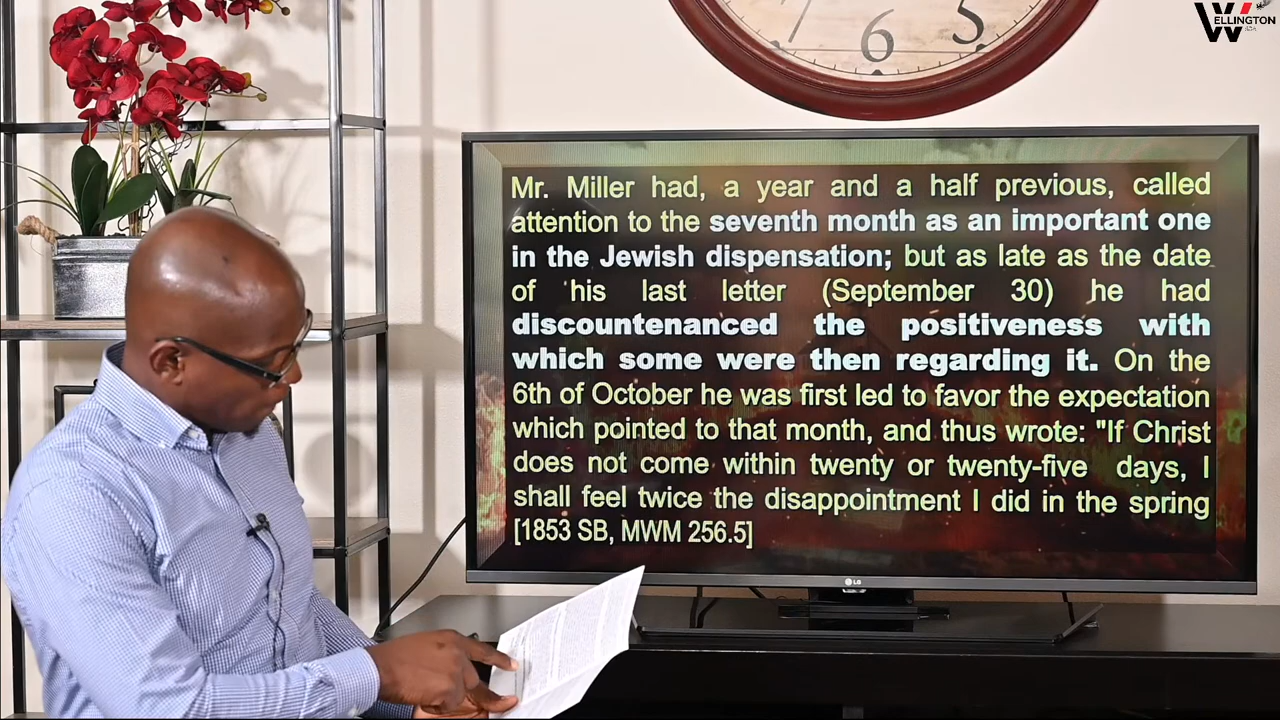 WELLINGTON
7 6 5
Mr. Miller had, a year and a half previous, called
attention to the seventh month as an important one
in the Jewish dispensation; but as late as the date
of his last letter (September 30) he had
discountenanced the positiveness with
which some were then regarding it. On the
6th of October he was first led to favor the expectation
which pointed to that month, and thus wrote: "If Christ
does not come within twenty or twenty-five days, I
shall feel twice the disappointment I did in the spring
[1853 SB, MWM 256.5]
LG